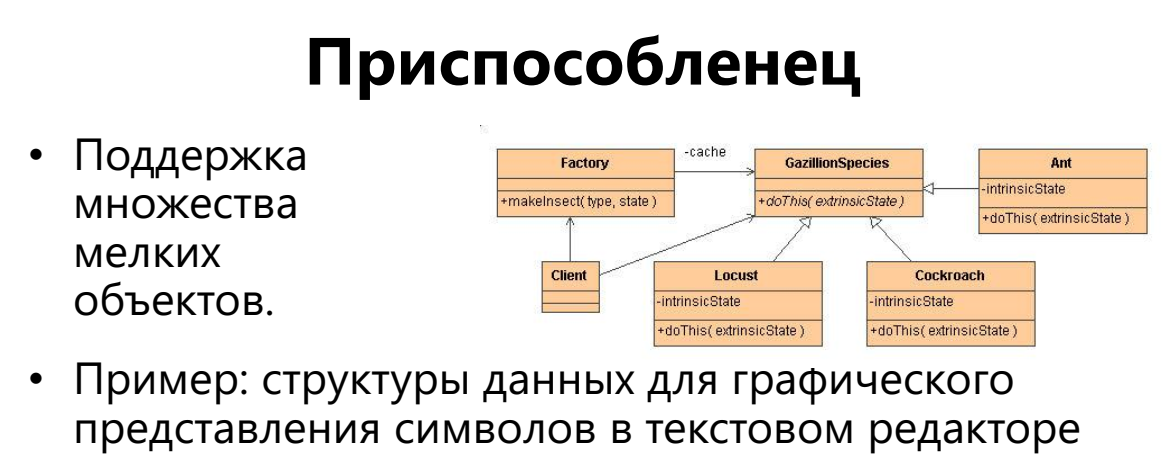 Приспособленец
• Поддержка
множества
мелких
объектов.
Factory
+makeInsect( type, state )
-cache
GazillionSpecies
+doThis( extrinsicState )
Ant
-intrinsicState
+doThis( extrinsicState )
Client
Locust
-intrinsicState
+doThis( extrinsicState )
Cockroach
-intrinsicState
+doThis( extrinsicState )
• Пример: структуры данных для графического
представления символов в текстовом редакторе